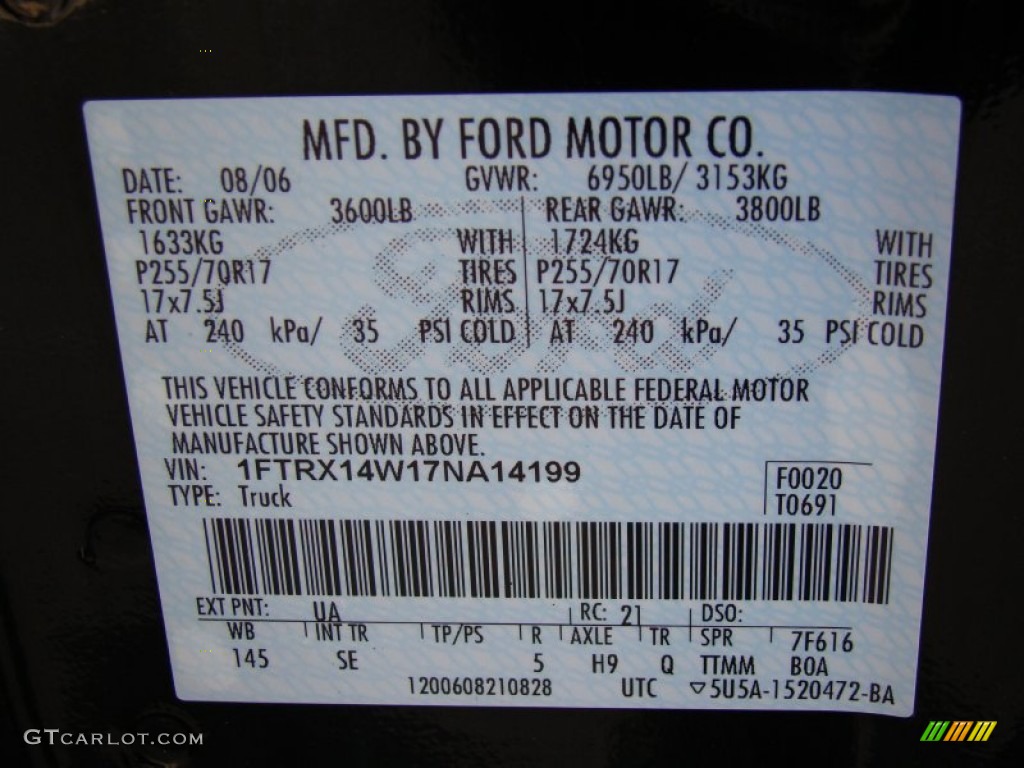 MFD. BY FORD MOTOR CO.
DATE: 08/06 GVWR: 6950LB/ 3153KG
FRONT GAWR: 3600LB REAR GAWR: 3800LB
1633KG WITH 1724KG WITH
P255/70R17 TIRES P255/70R17 TIRES
17x7.5J RIMS 17x7.5J RIMS
AT 240 kPa/ 35 PSI COLD AT 240 kPa/ 35 PSI COLD
Ford
THIS VEHICLE CONFORMS TO ALL APPLICABLE FEDERAL MOTOR
VEHICLE SAFETY STANDARDS IN EFFECT ON THE DATE OF
MANUFACTURE SHOWN ABOVE.
VIN: 1FTRX14W17NA14199 F0020
TYPE: Truck T0691
EXT PNT: UA RC: 21 DSO:
WB INT TR TP/PS R AXLE TR SPR 7F616
145 SE 5 H9 Q TTMM BOA
1200608210828 UTC ▽5U5A-1520472-BA
GTCARLOT.COM